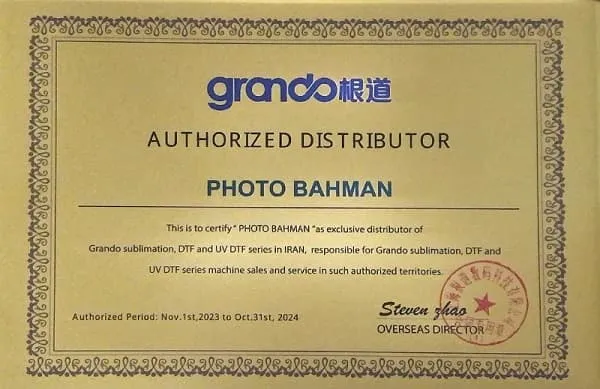 grando根道
AUTHORIZED DISTRIBUTOR
PHOTO BAHMAN
This is to certify" PHOTO BAHMAN "as exclusive distributor of
Grando sublimation, DTF and UV DTF series in IRAN, responsible for Grando sublimation, DTF and
UV DTF series machine sales and service in such authorized territories.
Authorized Period: Nov.1st,2023 to Oct.31st, 2024
Steven zhao
OVERSEAS DIRECTOR